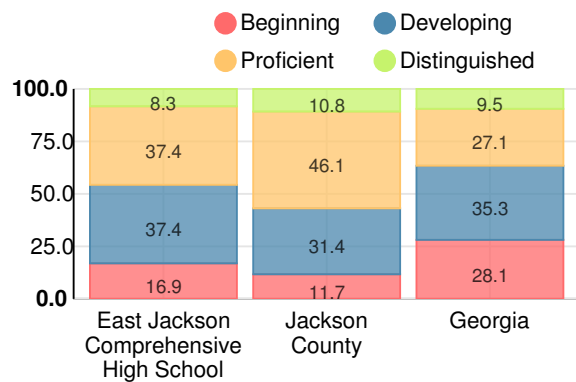 Beginning Developing
Proficient Distinguished
100.0
75.0
50.0
25.0
0.0
8.3 10.8 9.5
37.4 46.1 27.1
37.4 31.4 35.3
16.9 11.7 28.1
East Jackson
Comprehensive
High School
Jackson
County
Georgia